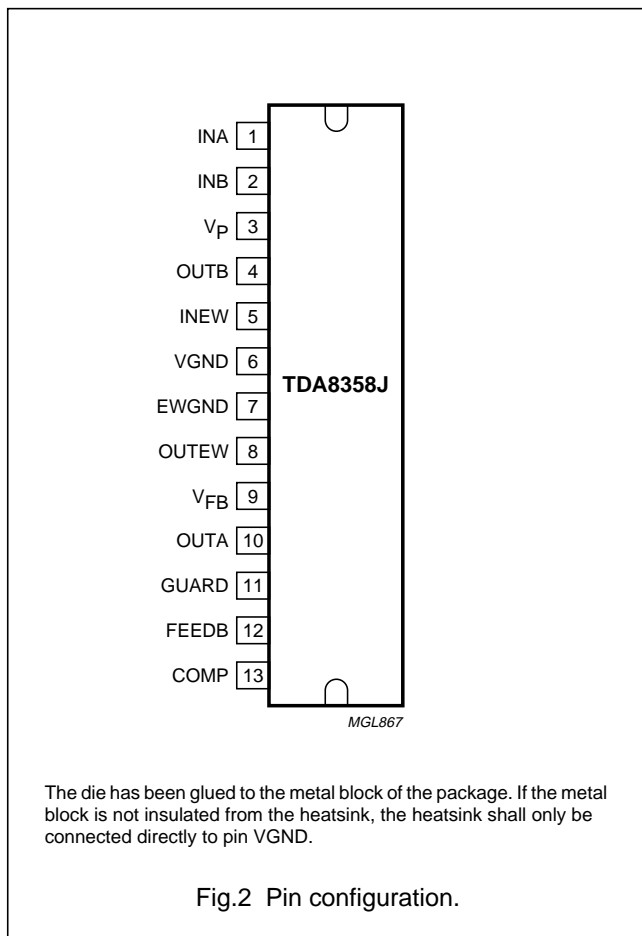 INA 1
INB 2
VP 3
OUTB 4
INEW 5
VGND 6
EWGND 7
OUTEW 8
VFB 9
OUTA 10
GUARD 11
FEEDB 12
COMP 13
TDA8358J
MGL867
The die has been glued to the metal block of the package. If the metal
block is not insulated from the heatsink, the heatsink shall only be
connected directly to pin VGND.
Fig.2 Pin configuration.